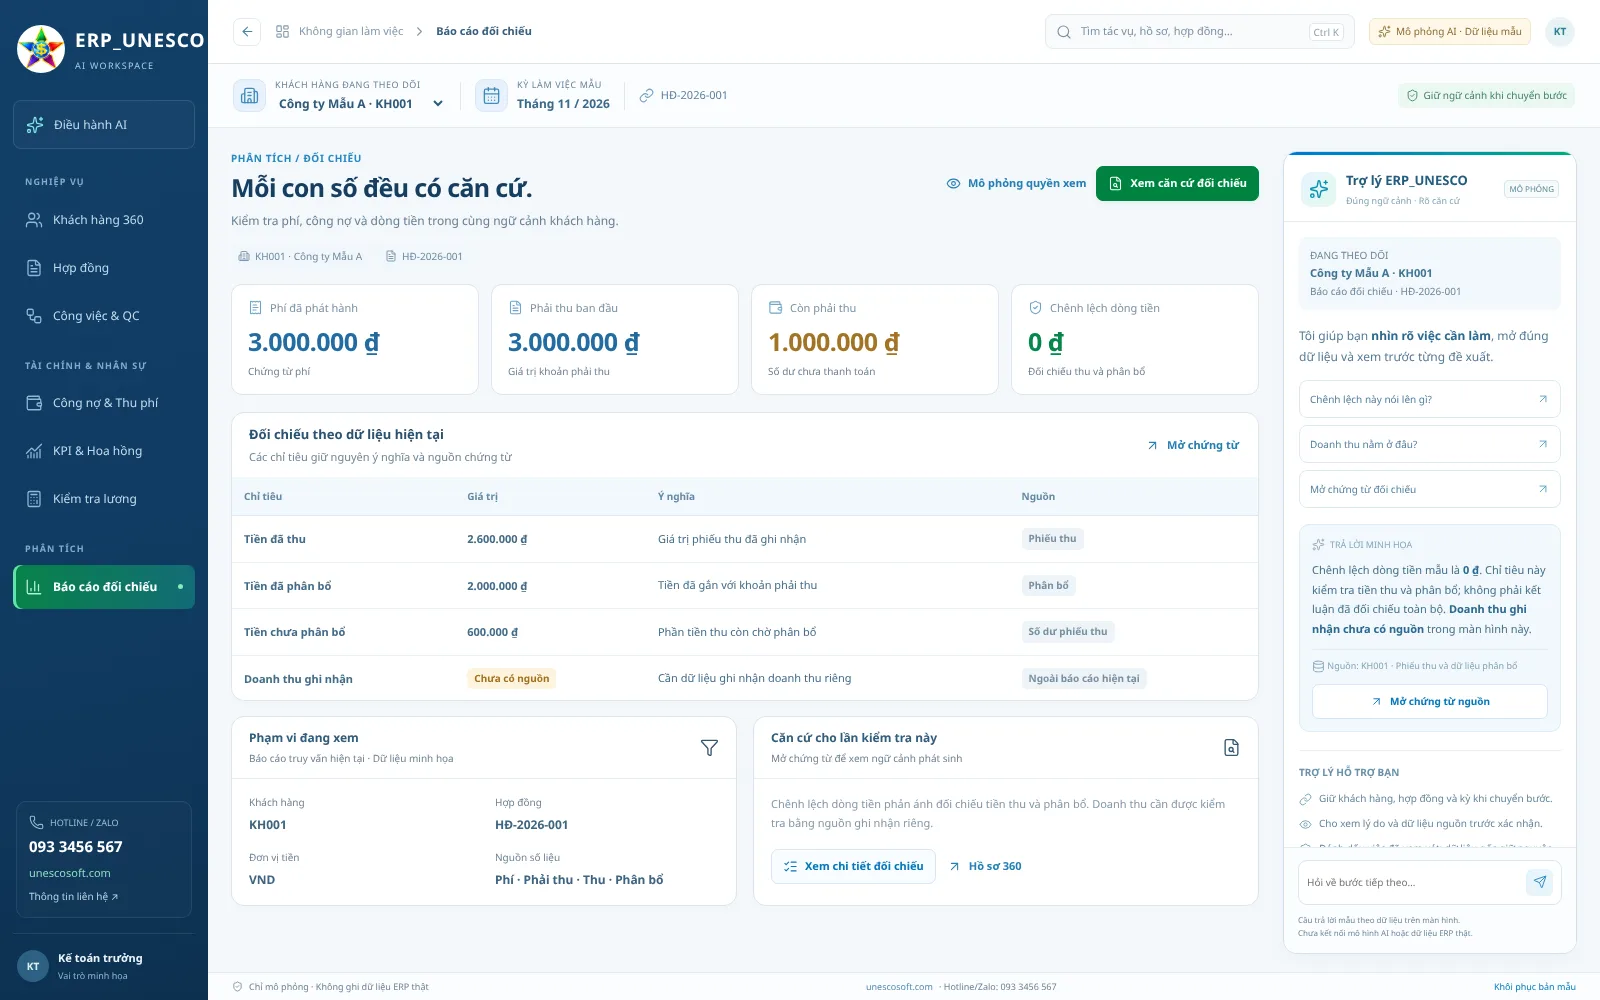 ERP_UNESCO
AI WORKSPACE
Điều hành AI
NGHIỆP VỤ
Khách hàng 360
Hợp đồng
Công việc & QC
TÀI CHÍNH & NHÂN SỰ
Công nợ & Thu phí
KPI & Hoa hồng
Kiểm tra lương
PHÂN TÍCH
Báo cáo đối chiếu
HOTLINE / ZALO
093 3456 567
unescosoft.com
Thông tin liên hệ ↗
KT
Kế toán trưởng
Vai trò minh họa
Không gian làm việc
Báo cáo đối chiếu
Tìm tác vụ, hồ sơ, hợp đồng...
Ctrl K
Mô phỏng AI · Dữ liệu mẫu
KT
KHÁCH HÀNG ĐANG THEO DÕI
Công ty Mẫu A · KH001
KỲ LÀM VIỆC MẪU
Tháng 11 / 2026
HĐ-2026-001
Giữ ngữ cảnh khi chuyển bước
PHÂN TÍCH / ĐỐI CHIẾU
Mỗi con số đều có căn cứ.
Kiểm tra phí, công nợ và dòng tiền trong cùng ngữ cảnh khách hàng.
Mô phỏng quyền xem
Xem căn cứ đối chiếu
KH001 · Công ty Mẫu A
HĐ-2026-001
Phí đã phát hành
3.000.000 ₫
Chứng từ phí
Phải thu ban đầu
3.000.000 ₫
Giá trị khoản phải thu
Còn phải thu
1.000.000 ₫
Số dư chưa thanh toán
Chênh lệch dòng tiền
0 ₫
Đối chiếu thu và phân bổ
Đối chiếu theo dữ liệu hiện tại
Các chỉ tiêu giữ nguyên ý nghĩa và nguồn chứng từ
Mở chứng từ
Chỉ tiêu Giá trị Ý nghĩa Nguồn
Tiền đã thu 2.600.000 ₫ Giá trị phiếu thu đã ghi nhận Phiếu thu
Tiền đã phân bổ 2.000.000 ₫ Tiền đã gắn với khoản phải thu Phân bổ
Tiền chưa phân bổ 600.000 ₫ Phần tiền thu còn chờ phân bổ Số dư phiếu thu
Doanh thu ghi nhận Chưa có nguồn Cần dữ liệu ghi nhận doanh thu riêng Ngoài báo cáo hiện tại
Phạm vi đang xem
Báo cáo truy vấn hiện tại · Dữ liệu minh họa
Khách hàng
KH001
Hợp đồng
HĐ-2026-001
Đơn vị tiền
VND
Nguồn số liệu
Phí · Phải thu · Thu · Phân bổ
Căn cứ cho lần kiểm tra này
Mở chứng từ để xem ngữ cảnh phát sinh
Chênh lệch dòng tiền phản ánh đối chiếu tiền thu và phân bổ. Doanh thu cần được kiểm
tra bằng nguồn ghi nhận riêng.
Xem chi tiết đối chiếu
Hồ sơ 360
Trợ lý ERP_UNESCO
Đúng ngữ cảnh · Rõ căn cứ
MÔ PHỎNG
ĐANG THEO DÕI
Công ty Mẫu A · KH001
Báo cáo đối chiếu · HĐ-2026-001
Tôi giúp bạn nhìn rõ việc cần làm, mở đúng
dữ liệu và xem trước từng đề xuất.
Chênh lệch này nói lên gì?
Doanh thu nằm ở đâu?
Mở chứng từ đối chiếu
TRẢ LỜI MINH HỌA
Chênh lệch dòng tiền mẫu là 0 ₫. Chỉ tiêu này
kiểm tra tiền thu và phân bổ; không phải kết
luận đã đối chiếu toàn bộ. Doanh thu ghi
nhận chưa có nguồn trong màn hình này.
Nguồn: KH001 · Phiếu thu và dữ liệu phân bổ
Mở chứng từ nguồn
TRỢ LÝ HỖ TRỢ BẠN
Giữ khách hàng, hợp đồng và kỳ khi chuyển bước.
Cho xem lý do và dữ liệu nguồn trước xác nhận.
Hỏi về bước tiếp theo...
Câu trả lời mẫu theo dữ liệu trên màn hình.
Chưa kết nối mô hình AI hoặc dữ liệu ERP thật.
Chỉ mô phỏng · Không ghi dữ liệu ERP thật
unescosoft.com · Hotline/Zalo: 093 3456 567
Khôi phục bản mẫu